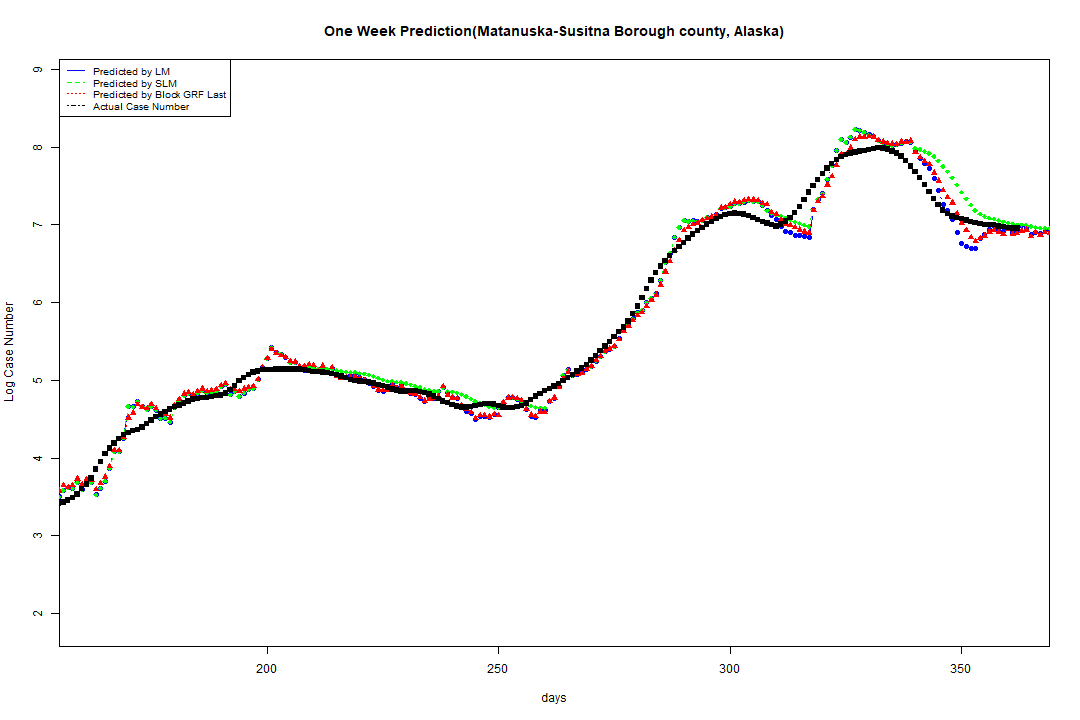 One Week Prediction(Matanuska-Susitna Borough county, Alaska)
Predicted by LM
Predicted by SLM
Predicted by Block GRF Last
Actual Case Number
9
8
7
6
5
4
3
2
Log Case Number
200 250 300 350
days